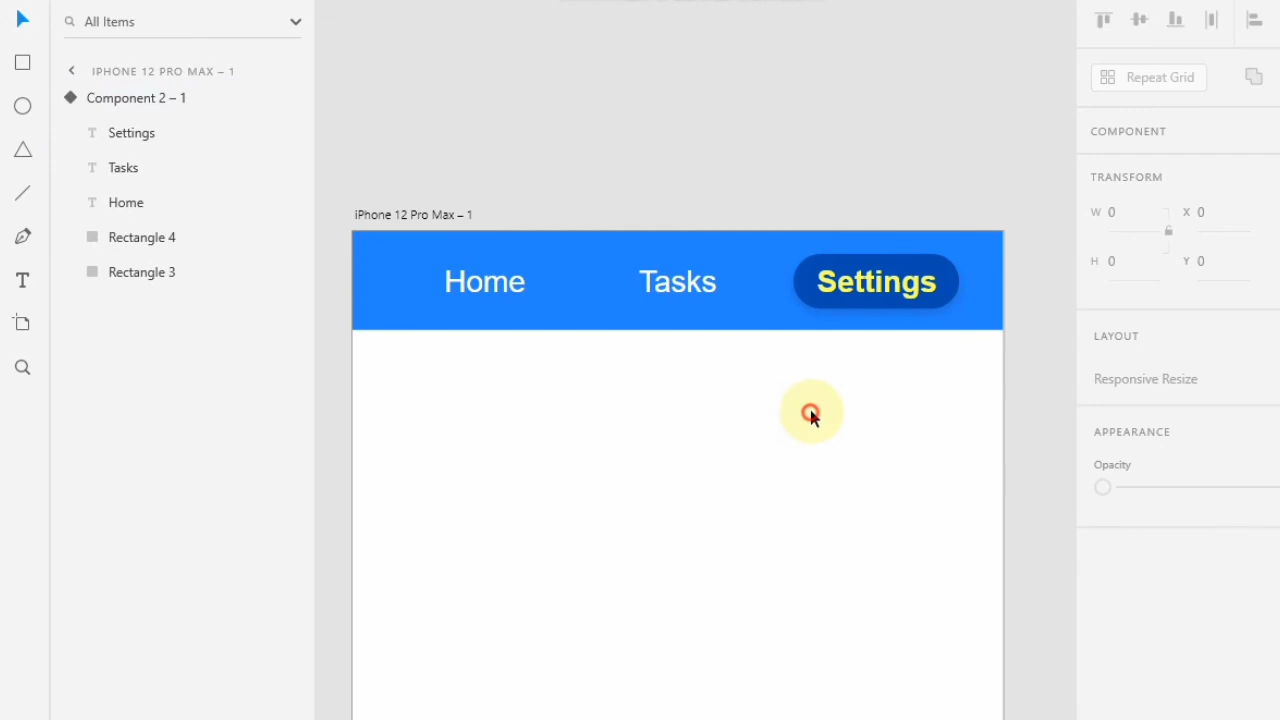 All Items
IPHONE 12 PRO MAX – 1
Component 2 – 1
Settings
Tasks
Home
Rectangle 4
Rectangle 3
iPhone 12 Pro Max – 1
Home Tasks Settings
Repeat Grid
COMPONENT
TRANSFORM
W 0 X 0
H 0 Y 0
LAYOUT
Responsive Resize
APPEARANCE
Opacity